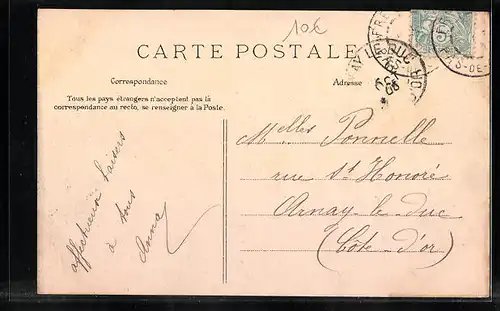 10€
CARTE POSTALE
Correspondance
Adresse
Tous les pays étrangers n'acceptent pas la
correspondance au recto, se renseigner à la Poste.
affectueux baisers
à tous
Anna
Melles Ponnelle
rue St Honoré
Arnay-le-Duc
(Côte-d'or)